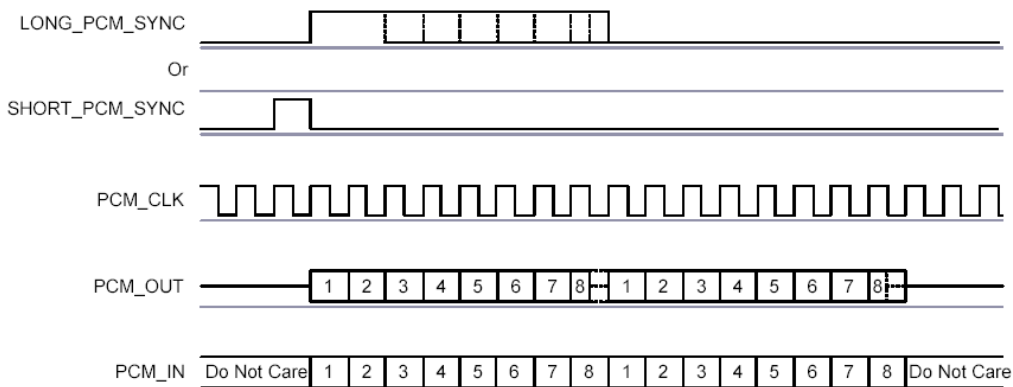 LONG_PCM_SYNC
Or
SHORT_PCM_SYNC
PCM_CLK
PCM_OUT 1 2 3 4 5 6 7 8 1 2 3 4 5 6 7 8
PCM_IN Do Not Care 1 2 3 4 5 6 7 8 1 2 3 4 5 6 7 8 Do Not Care